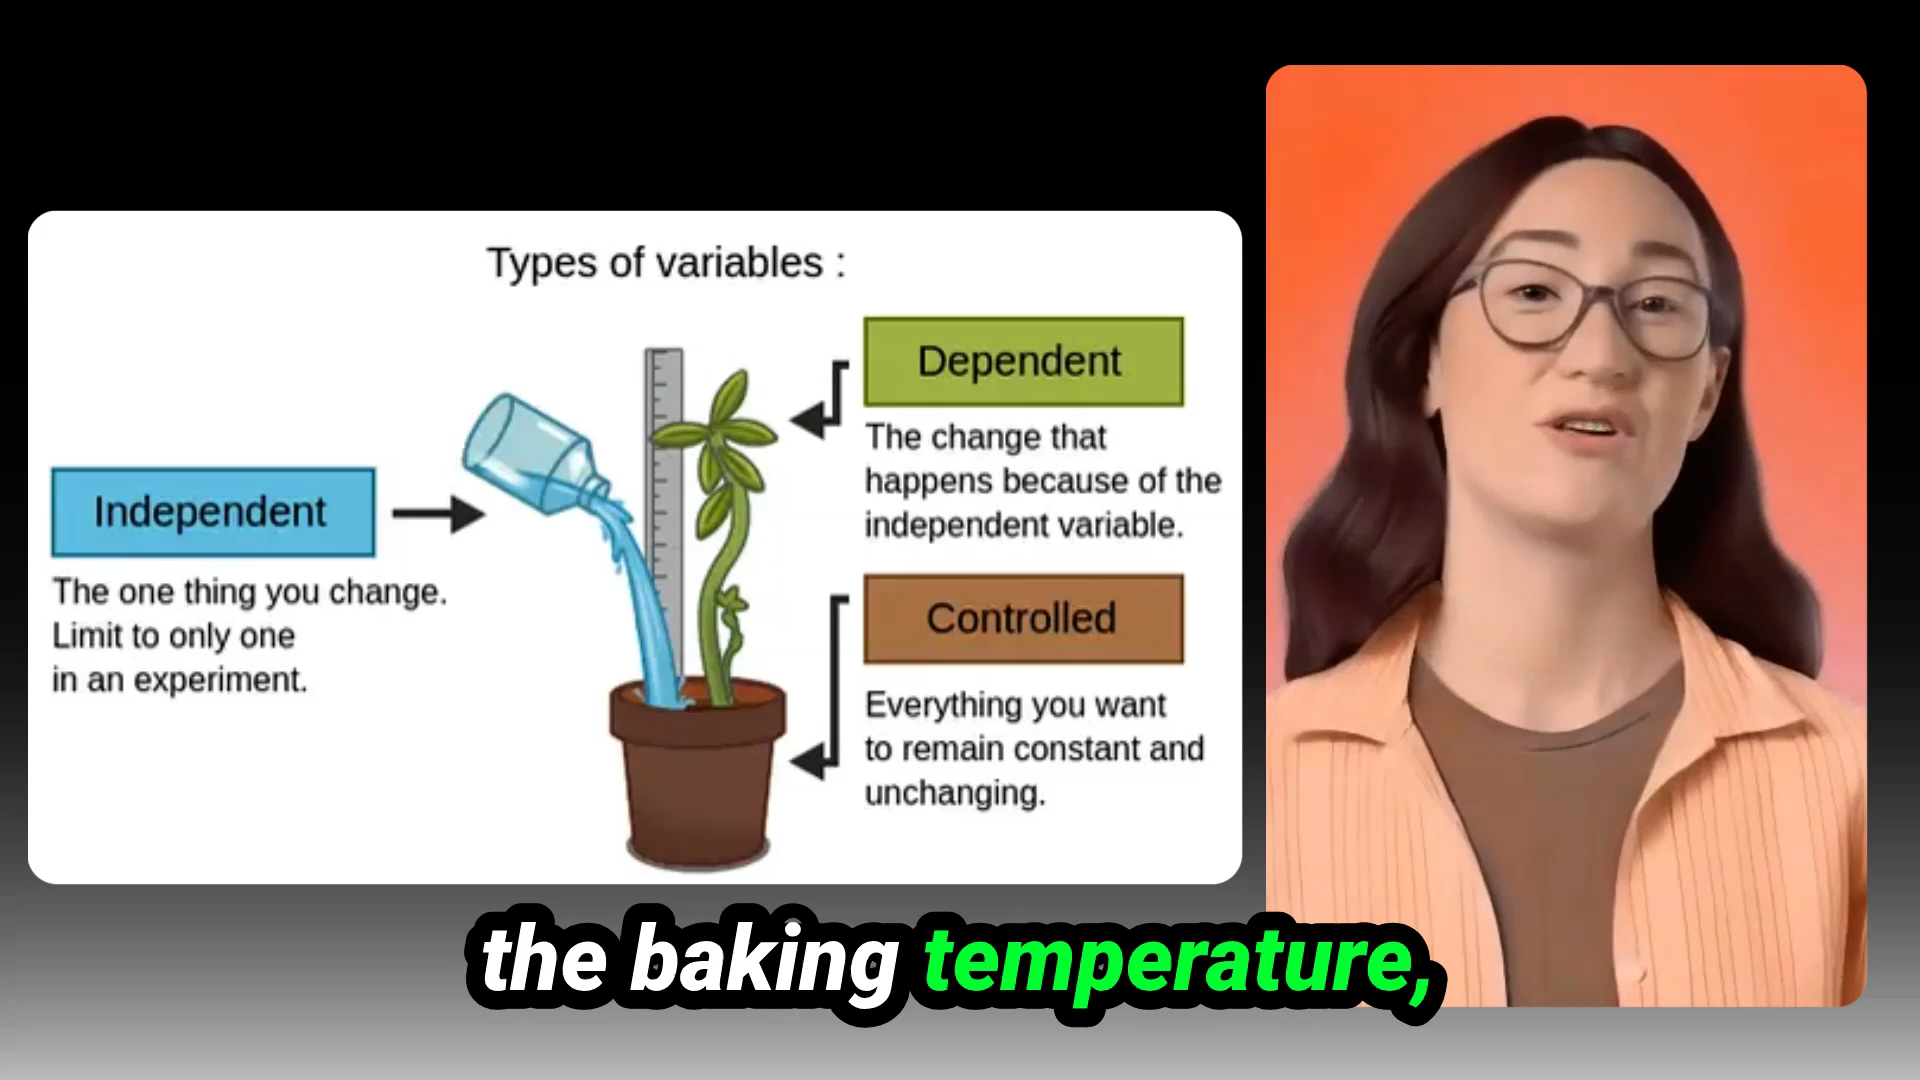 Types of variables :
Independent
The one thing you change.
Limit to only one
in an experiment.
Dependent
The change that
happens because of the
independent variable.
Controlled
Everything you want
to remain constant and
unchanging.
the baking temperature,